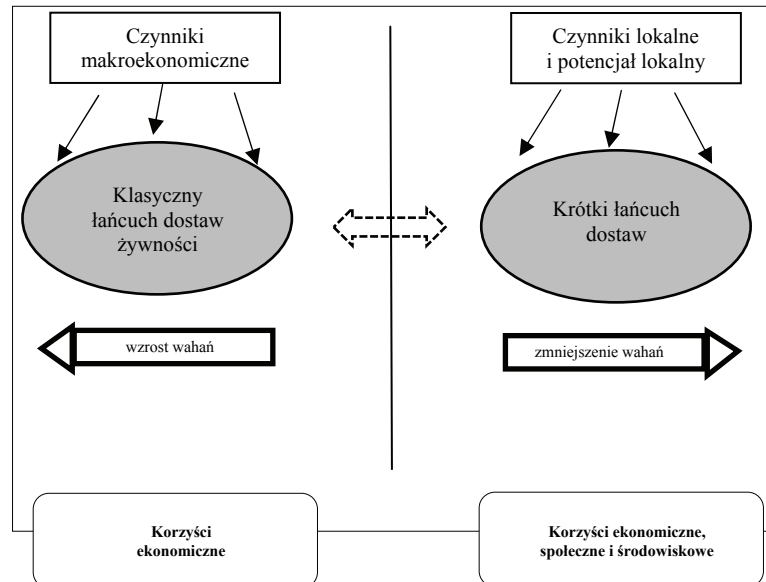 Czynniki
makroekonomiczne
Czynniki lokalne
i potencjał lokalny
Klasyczny
łańcuch dostaw
żywności
Krótki łańcuch
dostaw
wzrost wahań
zmniejszenie wahań
Korzyści
ekonomiczne
Korzyści ekonomiczne,
społeczne i środowiskowe